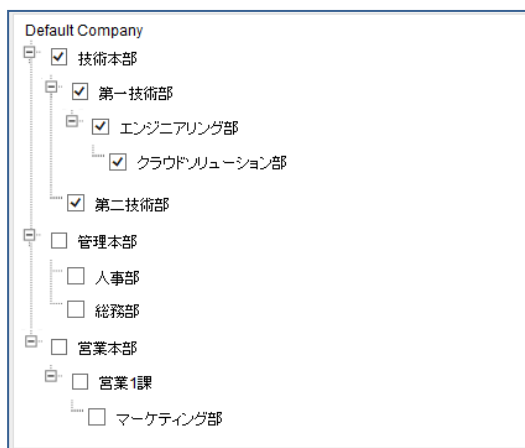 Default Company
技術本部
第一技術部
エンジニアリング部
クラウドソリューション部
第二技術部
管理本部
人事部
総務部
営業本部
営業1課
マーケティング部